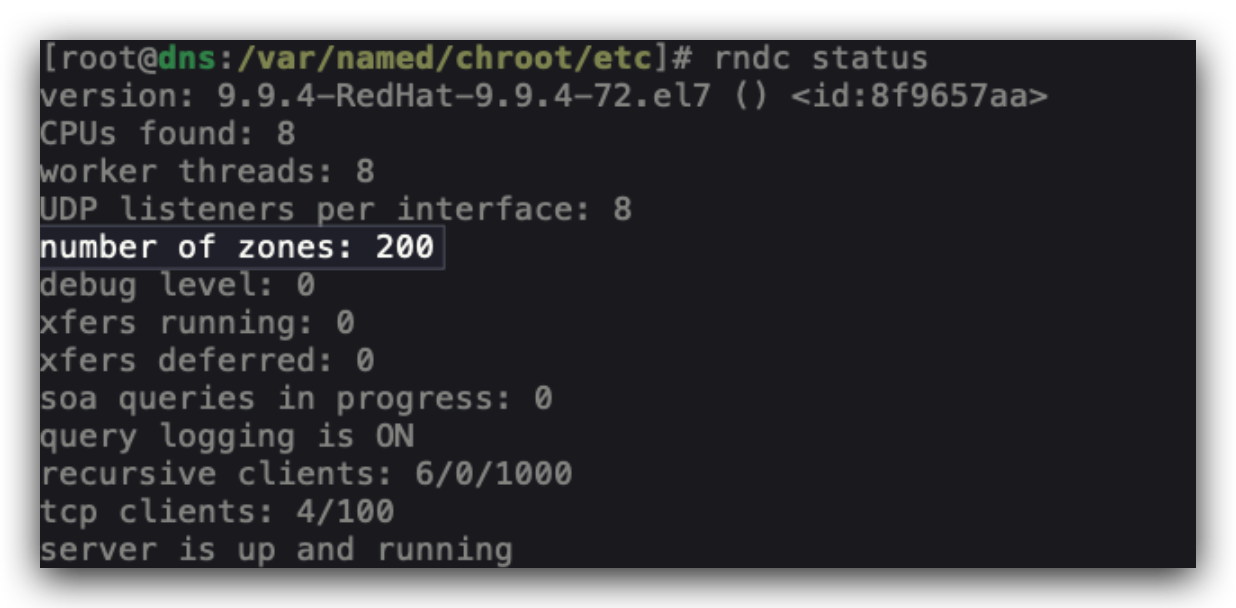 [root@dns:/var/named/chroot/etc]# rndc status
version: 9.9.4-RedHat-9.9.4-72.el7 () <id:8f9657aa>
CPUs found: 8
worker threads: 8
UDP listeners per interface: 8
number of zones: 200
debug level: 0
xfers running: 0
xfers deferred: 0
soa queries in progress: 0
query logging is ON
recursive clients: 6/0/1000
tcp clients: 4/100
server is up and running